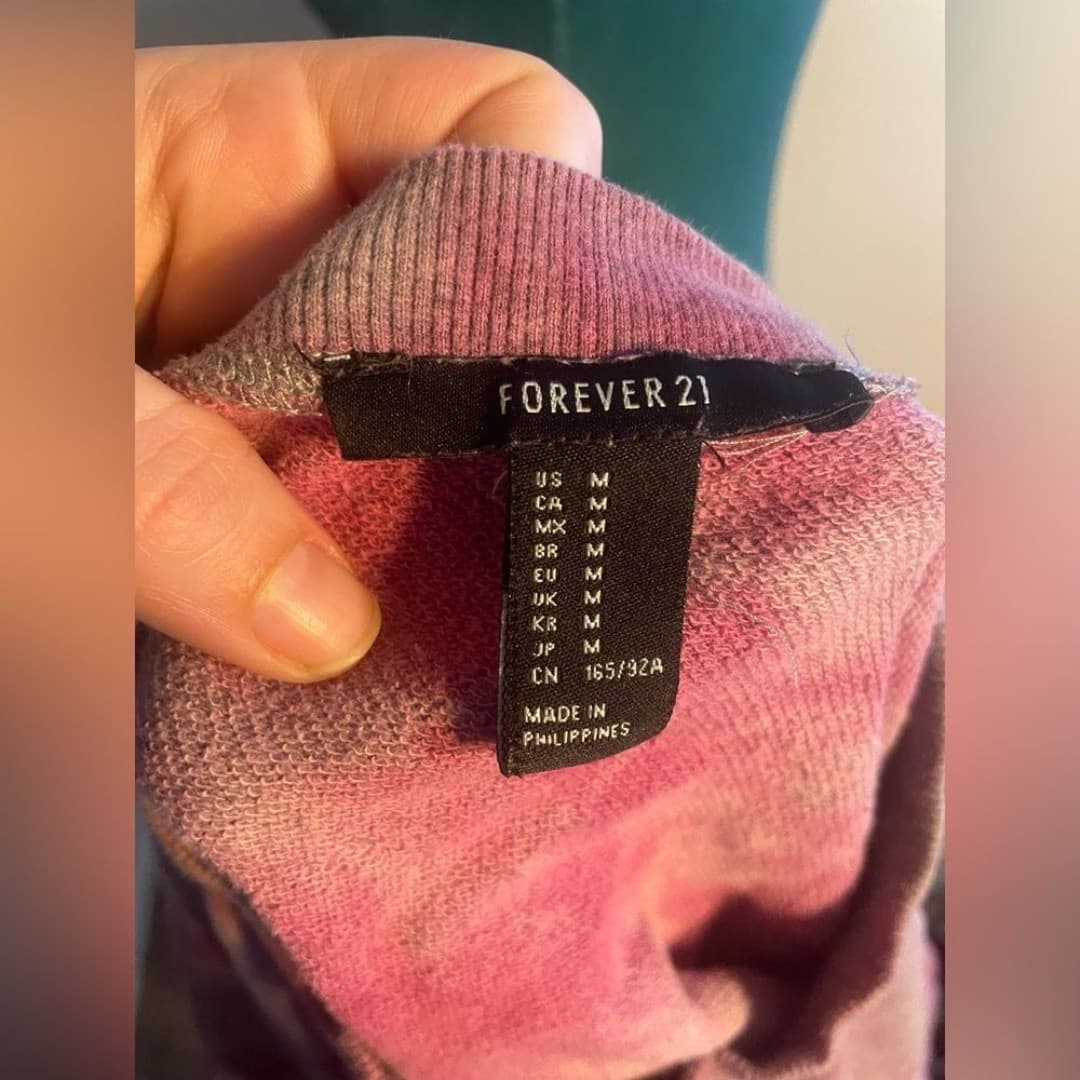 FOREVER 21
US M
CA M
MX M
BR M
EU M
UK M
KR M
JP M
CN 165/92A
MADE IN
PHILIPPINES